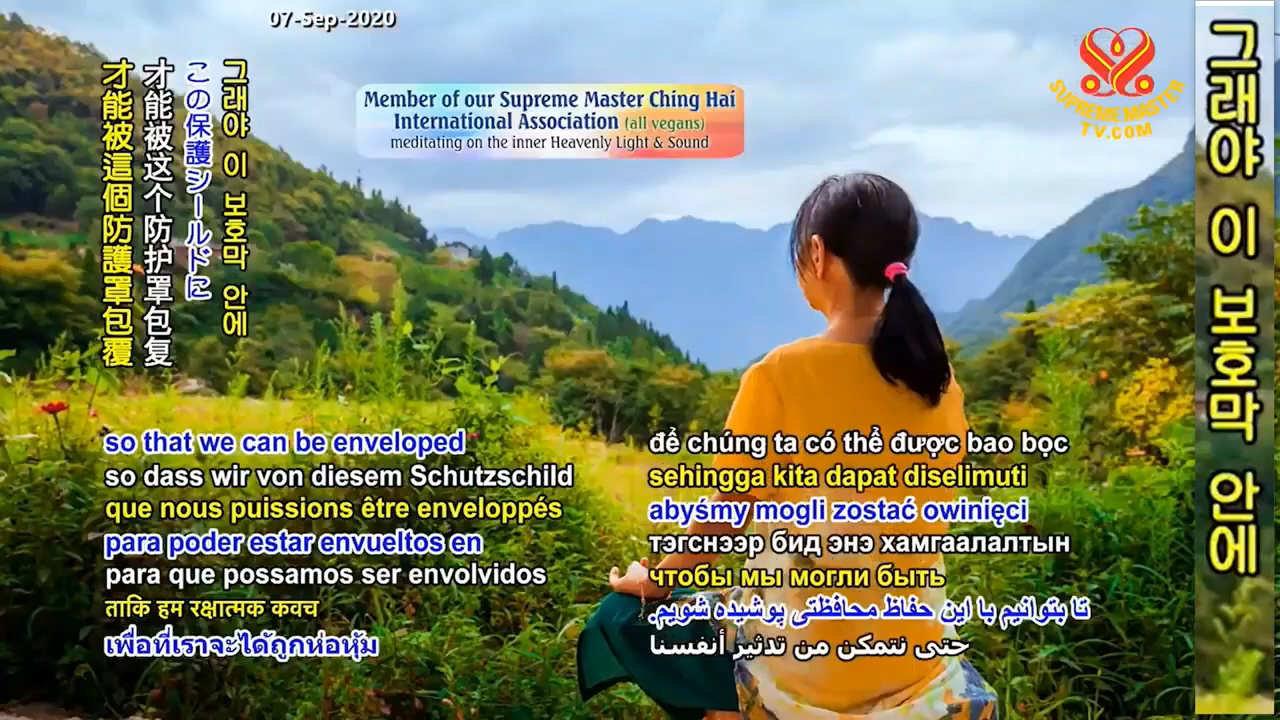 07-Sep-2020
그래야 이 보호막 안에
この保護シールドに
才能被这个防护罩包复
才能被這個防護罩包覆
Member of our Supreme Master Ching Hai
International Association (all vegans)
meditating on the inner Heavenly Light & Sound
SUPREMEMASTER
TV.COM
그래야 이 보호막 안에
so that we can be enveloped
so dass wir von diesem Schutzschild
que nous puissions être enveloppés
para poder estar envueltos en
para que possamos ser envolvidos
ताकि हम रक्षात्मक कवच
เพื่อที่เราจะได้ถูกห่อหุ้ม
để chúng ta có thể được bao bọc
sehingga kita dapat diselimuti
abyśmy mogli zostać owinięci
тэгснээр бид энэ хамгаалалтын
чтобы мы могли быть
تا بتوانیم با این حفاظ محافظتی پوشیده شویم.
حتى نتمكن من تدثيز أنفسنا